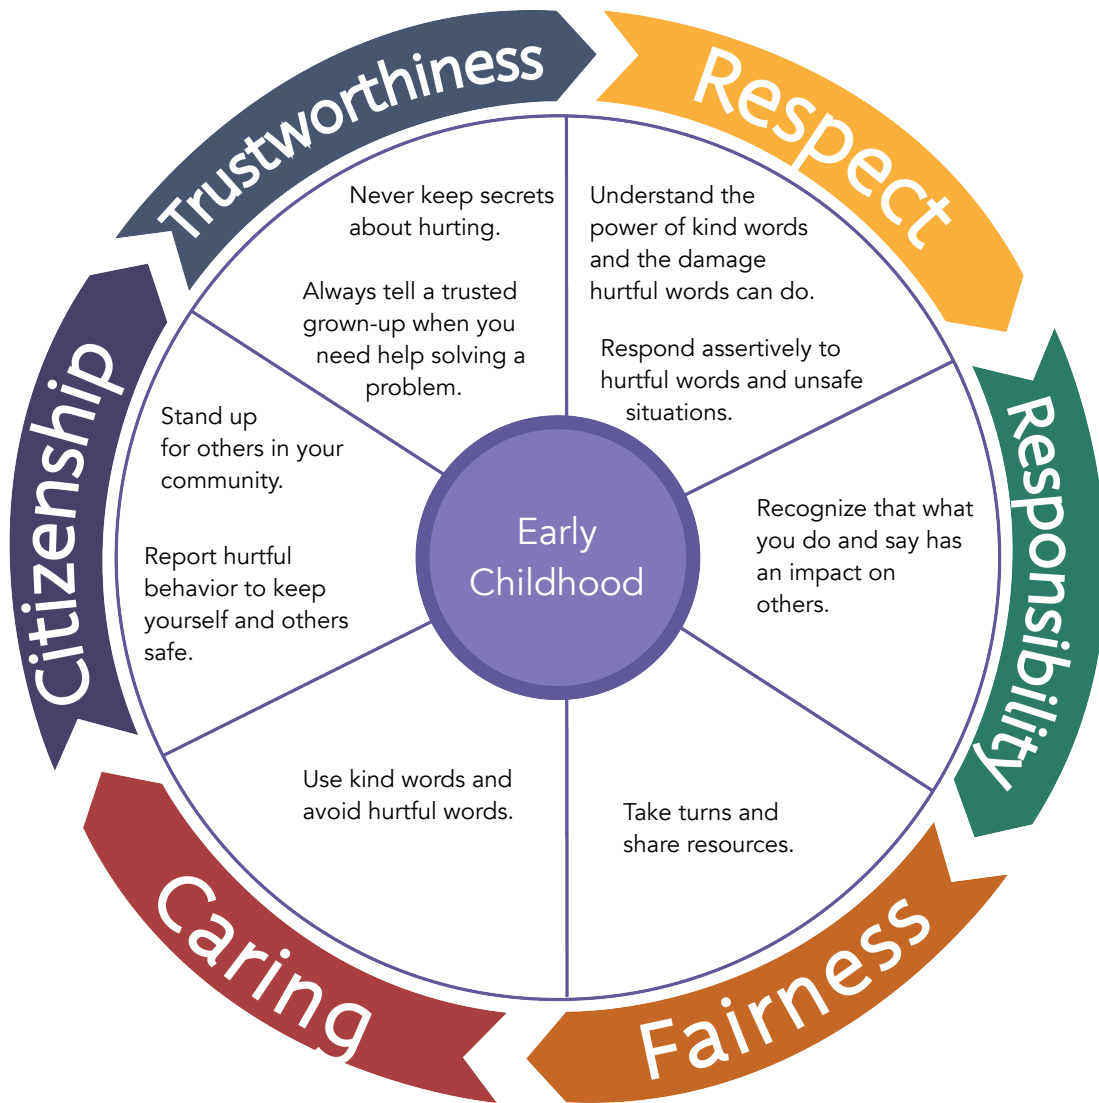 Trustworthiness
Never keep secrets
about hurting.
Always tell a trusted
grown-up when you
need help solving a
problem.
Respect
Understand the
power of kind words
and the damage
hurtful words can do.
Respond assertively to
hurtful words and unsafe
situations.
Responsibility
Recognize that what
you do and say has
an impact on
others.
Fairness
Take turns and
share resources.
Caring
Use kind words and
avoid hurtful words.
Citizenship
Stand up
for others in your
community.
Report hurtful
behavior to keep
yourself and others
safe.
Early
Childhood